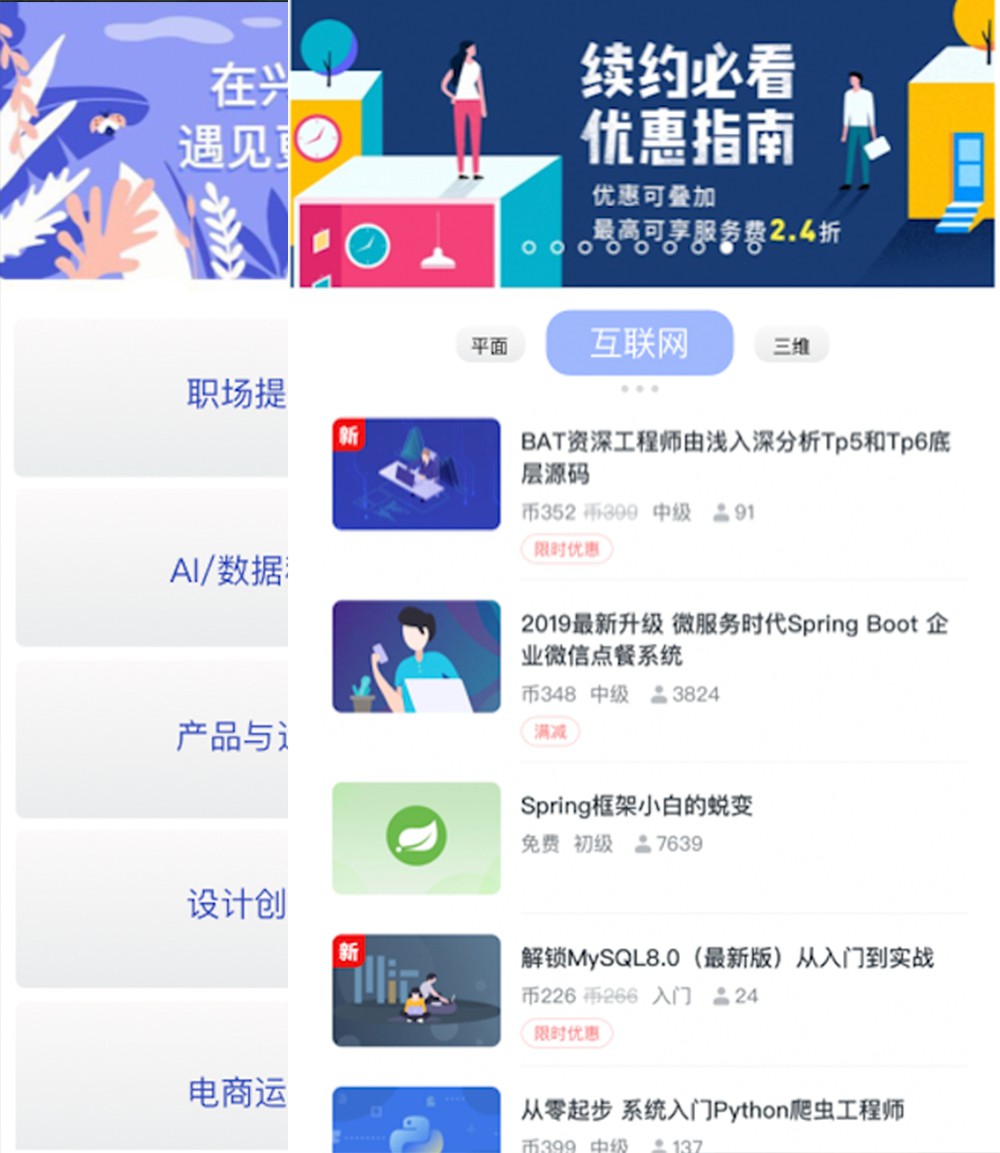 在兴
遇见
职场提
AI/数据
产品与
设计创
电商运
续约必看
优惠指南
优惠可叠加
最高可享服务费2.4折
平面
互联网
三维
新
BAT资深工程师由浅入深分析Tp5和Tp6底
层源码
币352 币399 中级 91
限时优惠
2019最新升级 微服务时代Spring Boot 企
业微信点餐系统
币348 中级 3824
满减
Spring框架小白的蜕变
免费 初级 7639
新
解锁MySQL8.0（最新版）从入门到实战
币226 币266 入门 24
限时优惠
从零起步 系统入门Python爬虫工程师
币399 中级 137